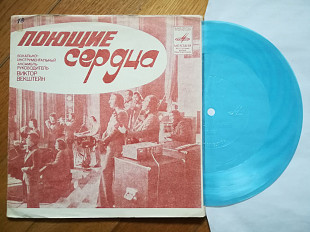 ПОЮЩИЕ
сердца
ВОКАЛЬНО-
ИНСТРУМЕНТАЛЬНЫЙ
АНСАМБЛЬ
РУКОВОДИТЕЛЬ
ВИКТОР
ВЕКШТЕЙН